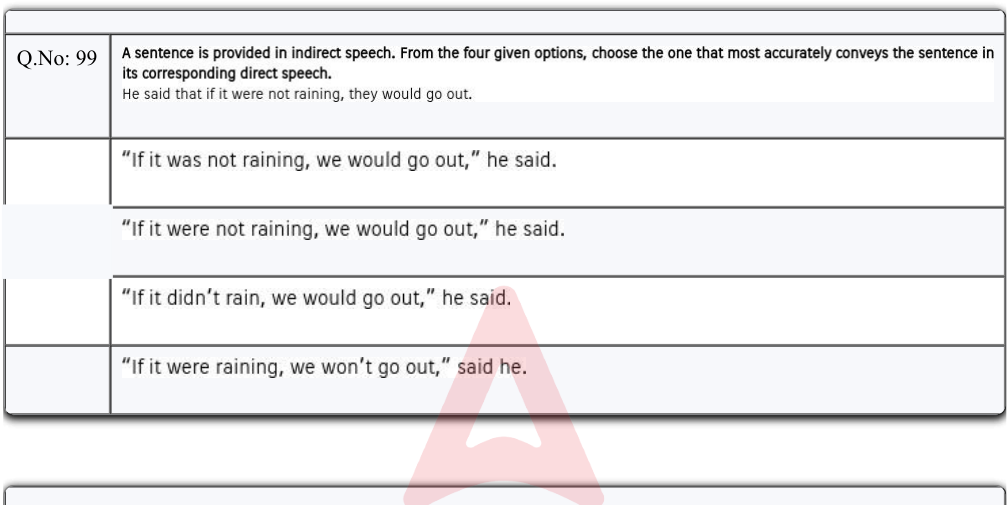 Q.No: 99
A sentence is provided in indirect speech. From the four given options, choose the one that most accurately conveys the sentence in
its corresponding direct speech.
He said that if it were not raining, they would go out.
“If it was not raining, we would go out,” he said.
“If it were not raining, we would go out,” he said.
“If it didn’t rain, we would go out,” he said.
“If it were raining, we won’t go out,” said he.